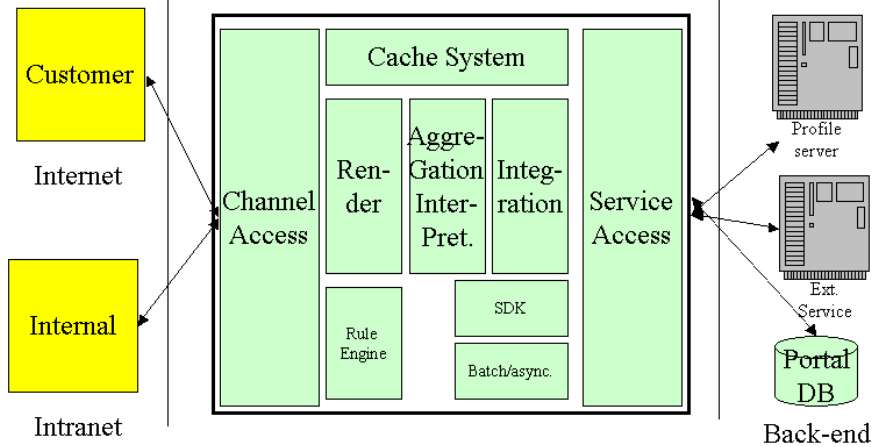 Customer
Internet
Internal
Intranet
Channel
Access
Cache System
Ren-
der
Aggre-
Gation
Inter-
Pret.
Integ-
ration
Rule
Engine
SDK
Batch/async.
Service
Access
Profile
server
Ext.
Service
Portal
DB
Back-end